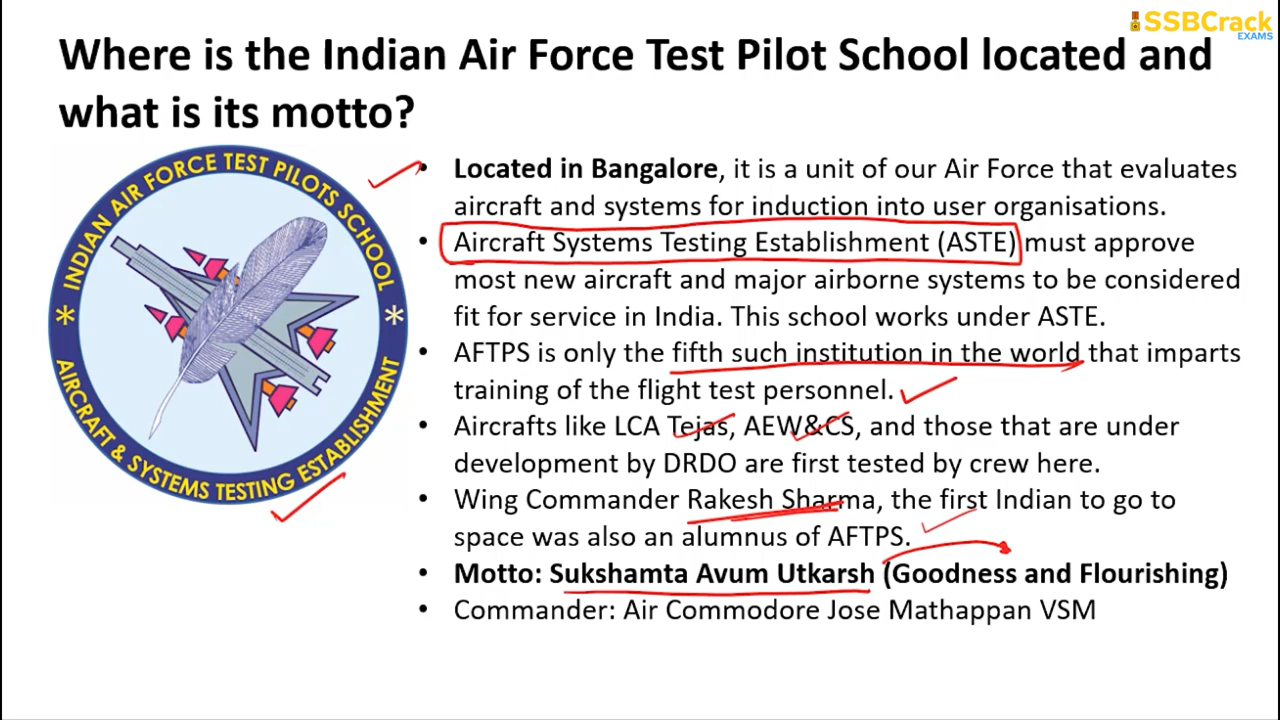 SSBCrack
EXAMS
Where is the Indian Air Force Test Pilot School located and
what is its motto?
INDIAN AIR FORCE TEST PILOTS SCHOOL
* *
AIRCRAFT & SYSTEMS TESTING ESTABLISHMENT
• Located in Bangalore, it is a unit of our Air Force that evaluates
aircraft and systems for induction into user organisations.
• Aircraft Systems Testing Establishment (ASTE) must approve
most new aircraft and major airborne systems to be considered
fit for service in India. This school works under ASTE.
• AFTPS is only the fifth such institution in the world that imparts
training of the flight test personnel.
• Aircrafts like LCA Tejas, AEW&CS, and those that are under
development by DRDO are first tested by crew here.
• Wing Commander Rakesh Sharma, the first Indian to go to
space was also an alumnus of AFTPS.
• Motto: Sukshamta Avum Utkarsh (Goodness and Flourishing)
• Commander: Air Commodore Jose Mathappan VSM